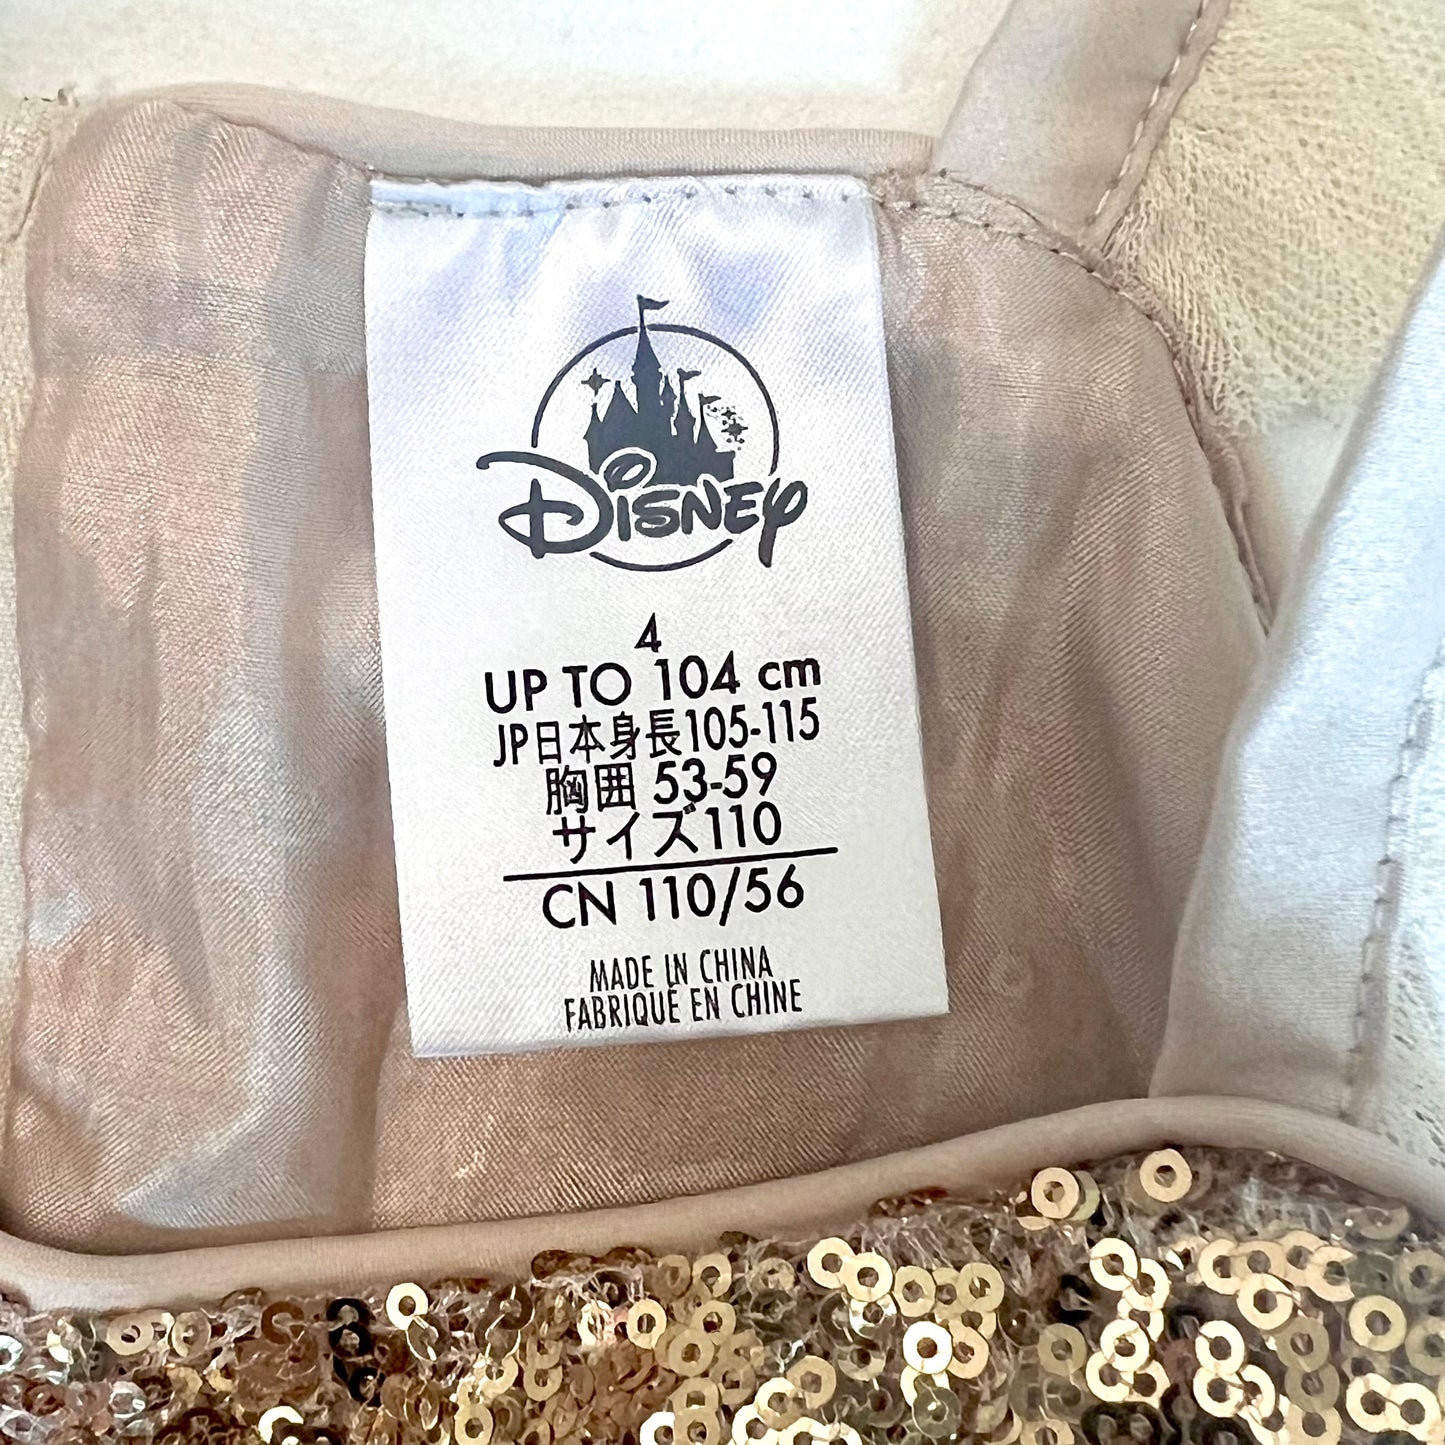 Disney
4
UP TO 104 cm
JP日本身長105-115
胸囲 53-59
サイズ110
CN 110/56
MADE IN CHINA
FABRIQUÉ EN CHINE